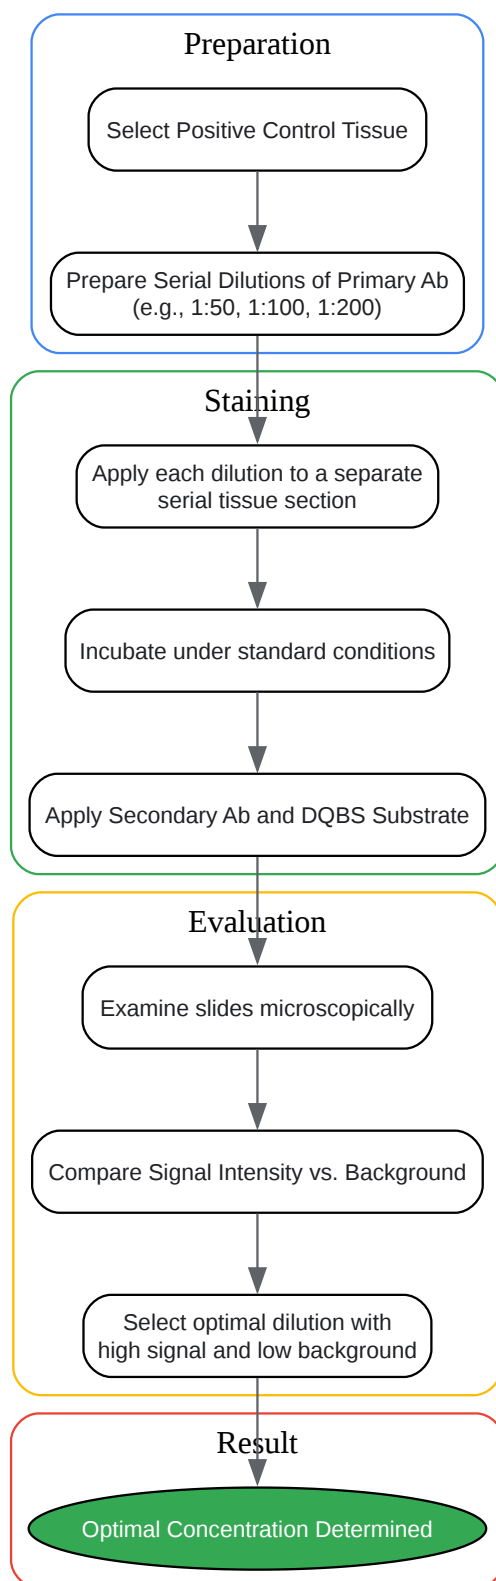 Preparation
Select Positive Control Tissue
Prepare Serial Dilutions of Primary Ab
(e.g., 1:50, 1:100, 1:200)
Staining
Apply each dilution to a separate
serial tissue section
Incubate under standard conditions
Apply Secondary Ab and DQBS Substrate
Evaluation
Examine slides microscopically
Compare Signal Intensity vs. Background
Select optimal dilution with
high signal and low background
Result
Optimal Concentration Determined